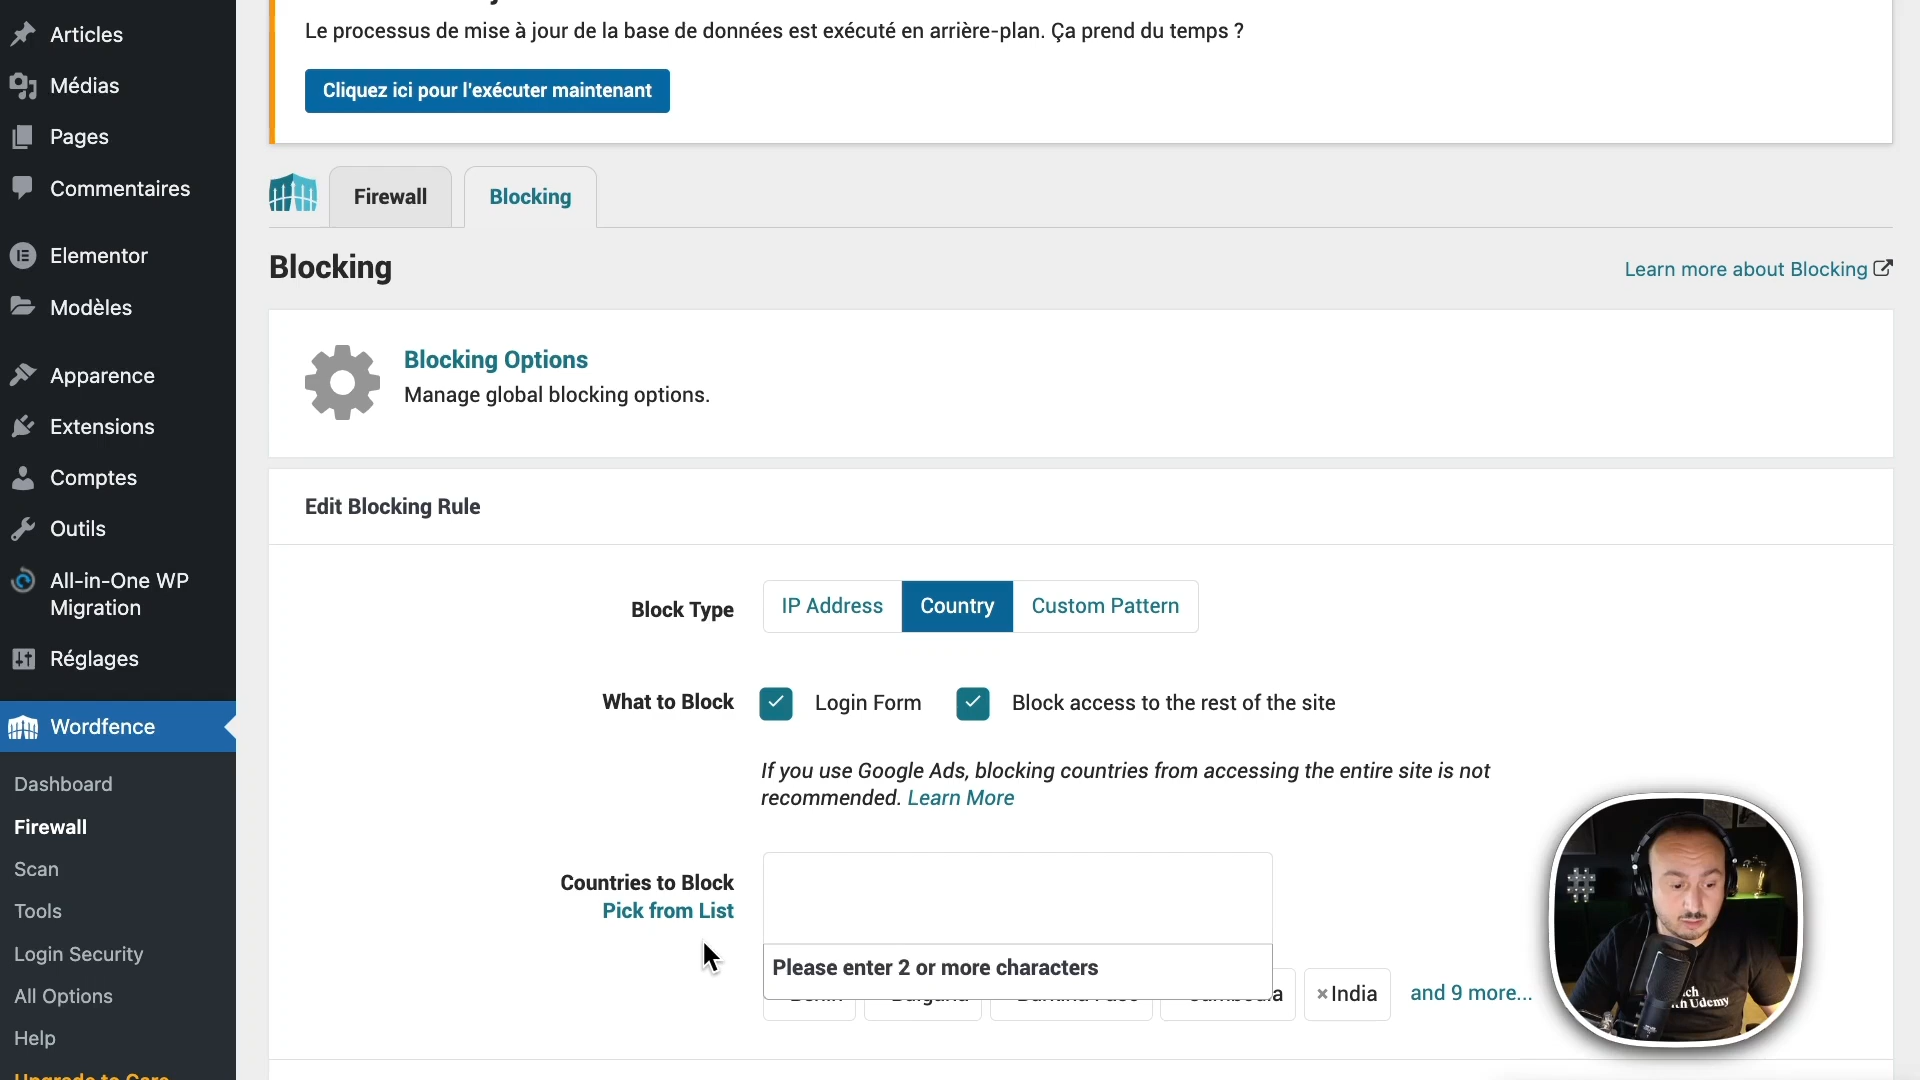 Articles
Médias
Pages
Commentaires
Elementor
Modèles
Apparence
Extensions
Comptes
Outils
All-in-One WP
Migration
Réglages
Wordfence
Dashboard
Firewall
Scan
Tools
Login Security
All Options
Help
Le processus de mise à jour de la base de données est exécuté en arrière-plan. Ça prend du temps ?
Cliquez ici pour l'exécuter maintenant
Firewall
Blocking
Blocking
Learn more about Blocking
Blocking Options
Manage global blocking options.
Edit Blocking Rule
Block Type
IP Address
Country
Custom Pattern
What to Block
Login Form
Block access to the rest of the site
If you use Google Ads, blocking countries from accessing the entire site is not
recommended. Learn More
Countries to Block
Pick from List
Please enter 2 or more characters
×India
and 9 more...
Udemy